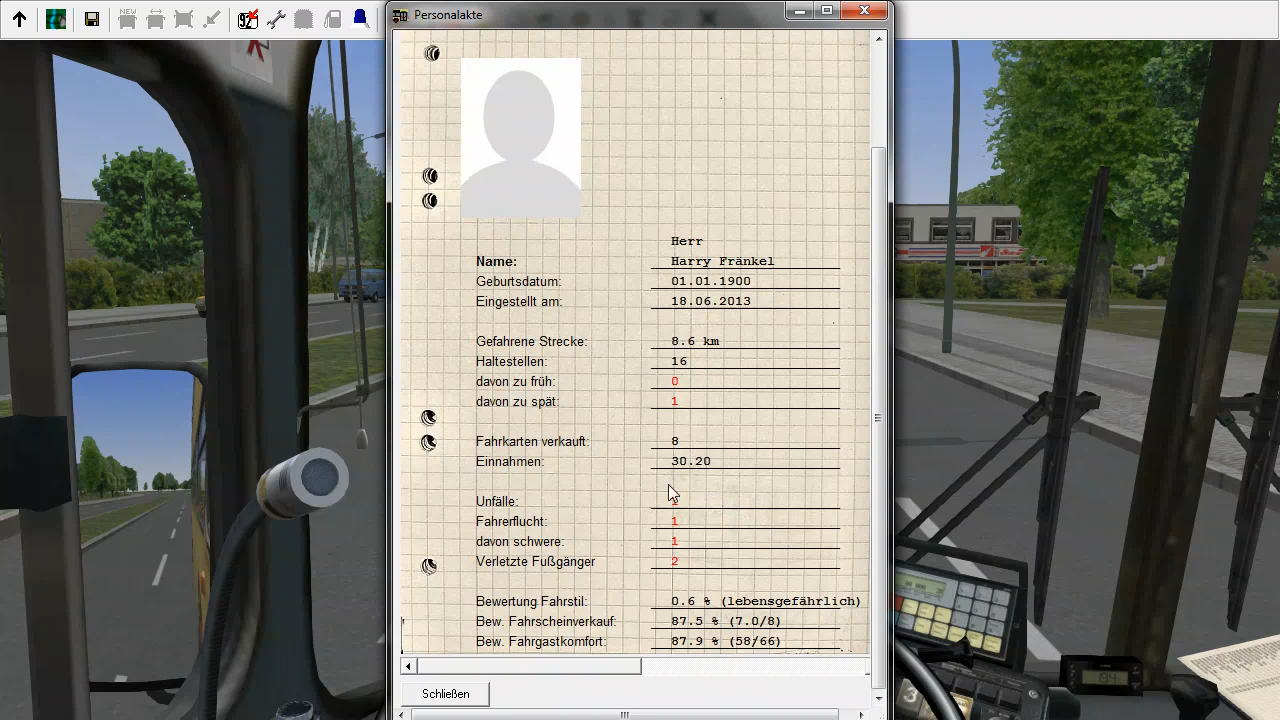 NEW
92
Personalakte
Herr
Name: Harry Fränkel
Geburtsdatum: 01.01.1900
Eingestellt am: 18.06.2013
Gefahrene Strecke: 8.6 km
Haltestellen: 16
davon zu früh: 0
davon zu spät: 1
Fahrkarten verkauft: 8
Einnahmen: 30.20
Unfälle:
Fahrerflucht: 1
davon schwere: 1
Verletzte Fußgänger 2
Bewertung Fahrstil: 0.6 % (lebensgefährlich)
Bew. Fahrscheinverkauf: 87.5 % (7.0/8)
Bew. Fahrgastkomfort: 87.9 % (58/66)
Schließen
3